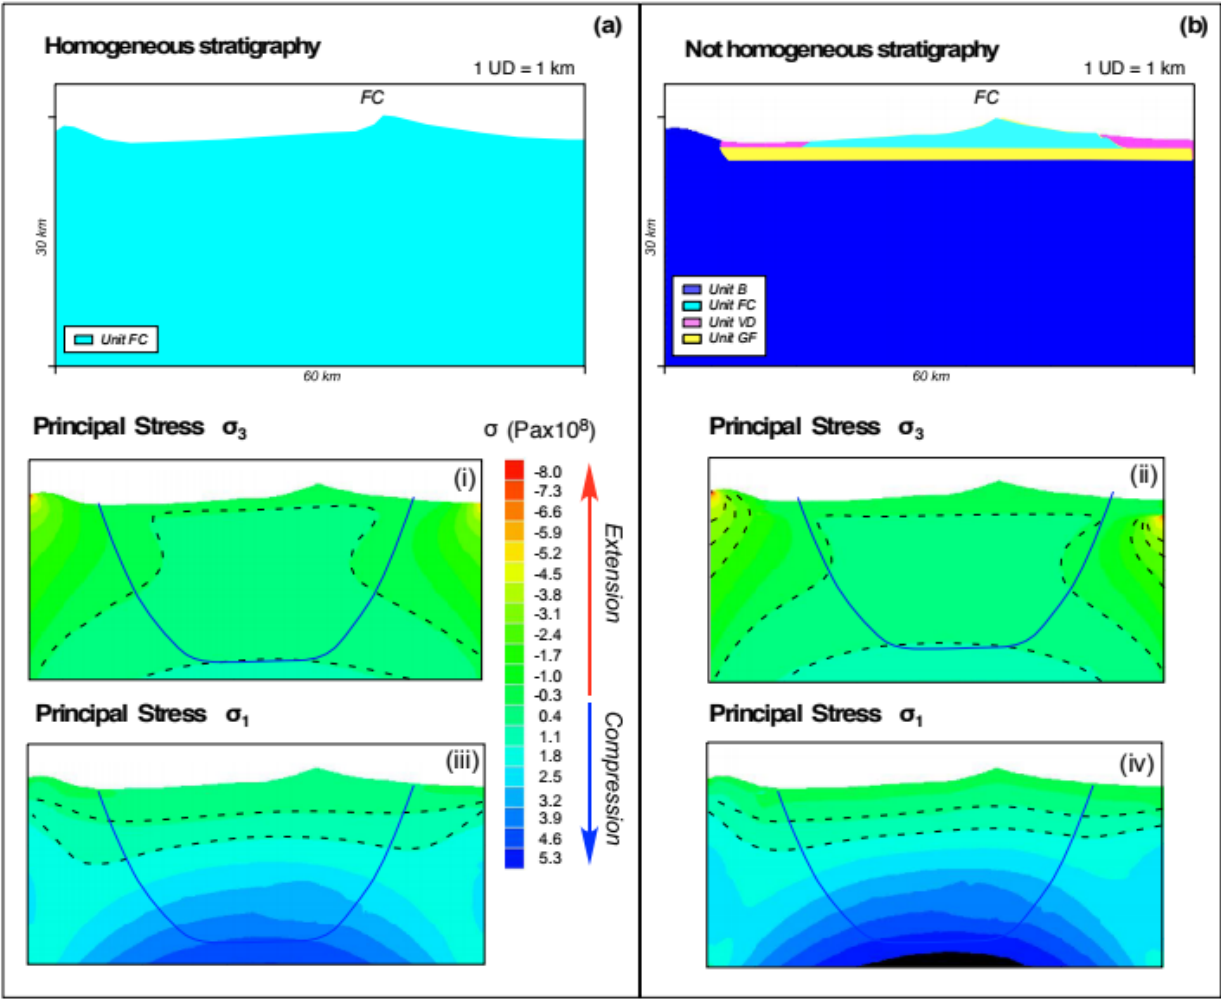 (a)
Homogeneous stratigraphy
1 UD = 1 km
FC
30 km
Unit FC
60 km
(b)
Not homogeneous stratigraphy
1 UD = 1 km
FC
30 km
Unit B
Unit FC
Unit VD
Unit GF
60 km
Principal Stress σ3
(i)
σ (Pax10^8)
-8.0
-7.3
-6.6
-5.9
-5.2
-4.5
-3.8
-3.1
-2.4
-1.7
-1.0
-0.3
0.4
1.1
1.8
2.5
3.2
3.9
4.6
5.3
Extension
Compression
Principal Stress σ3
(ii)
Principal Stress σ1
(iii)
Principal Stress σ1
(iv)